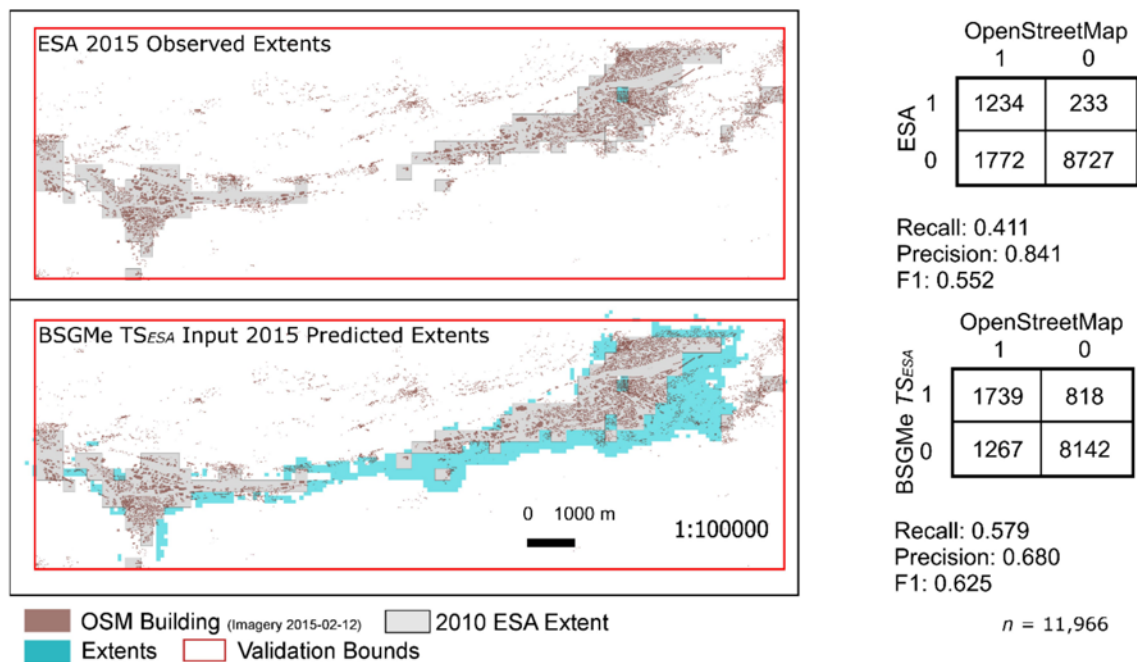 ESA 2015 Observed Extents
OpenStreetMap
1 0
ESA
1 1234 233
0 1772 8727
Recall: 0.411
Precision: 0.841
F1: 0.552
BSGMe TSESA Input 2015 Predicted Extents
0 1000 m
1:100000
OpenStreetMap
1 0
BSGMe TSESA
1 1739 818
0 1267 8142
Recall: 0.579
Precision: 0.680
F1: 0.625
n = 11,966
OSM Building (Imagery 2015-02-12) 2010 ESA Extent
Extents Validation Bounds